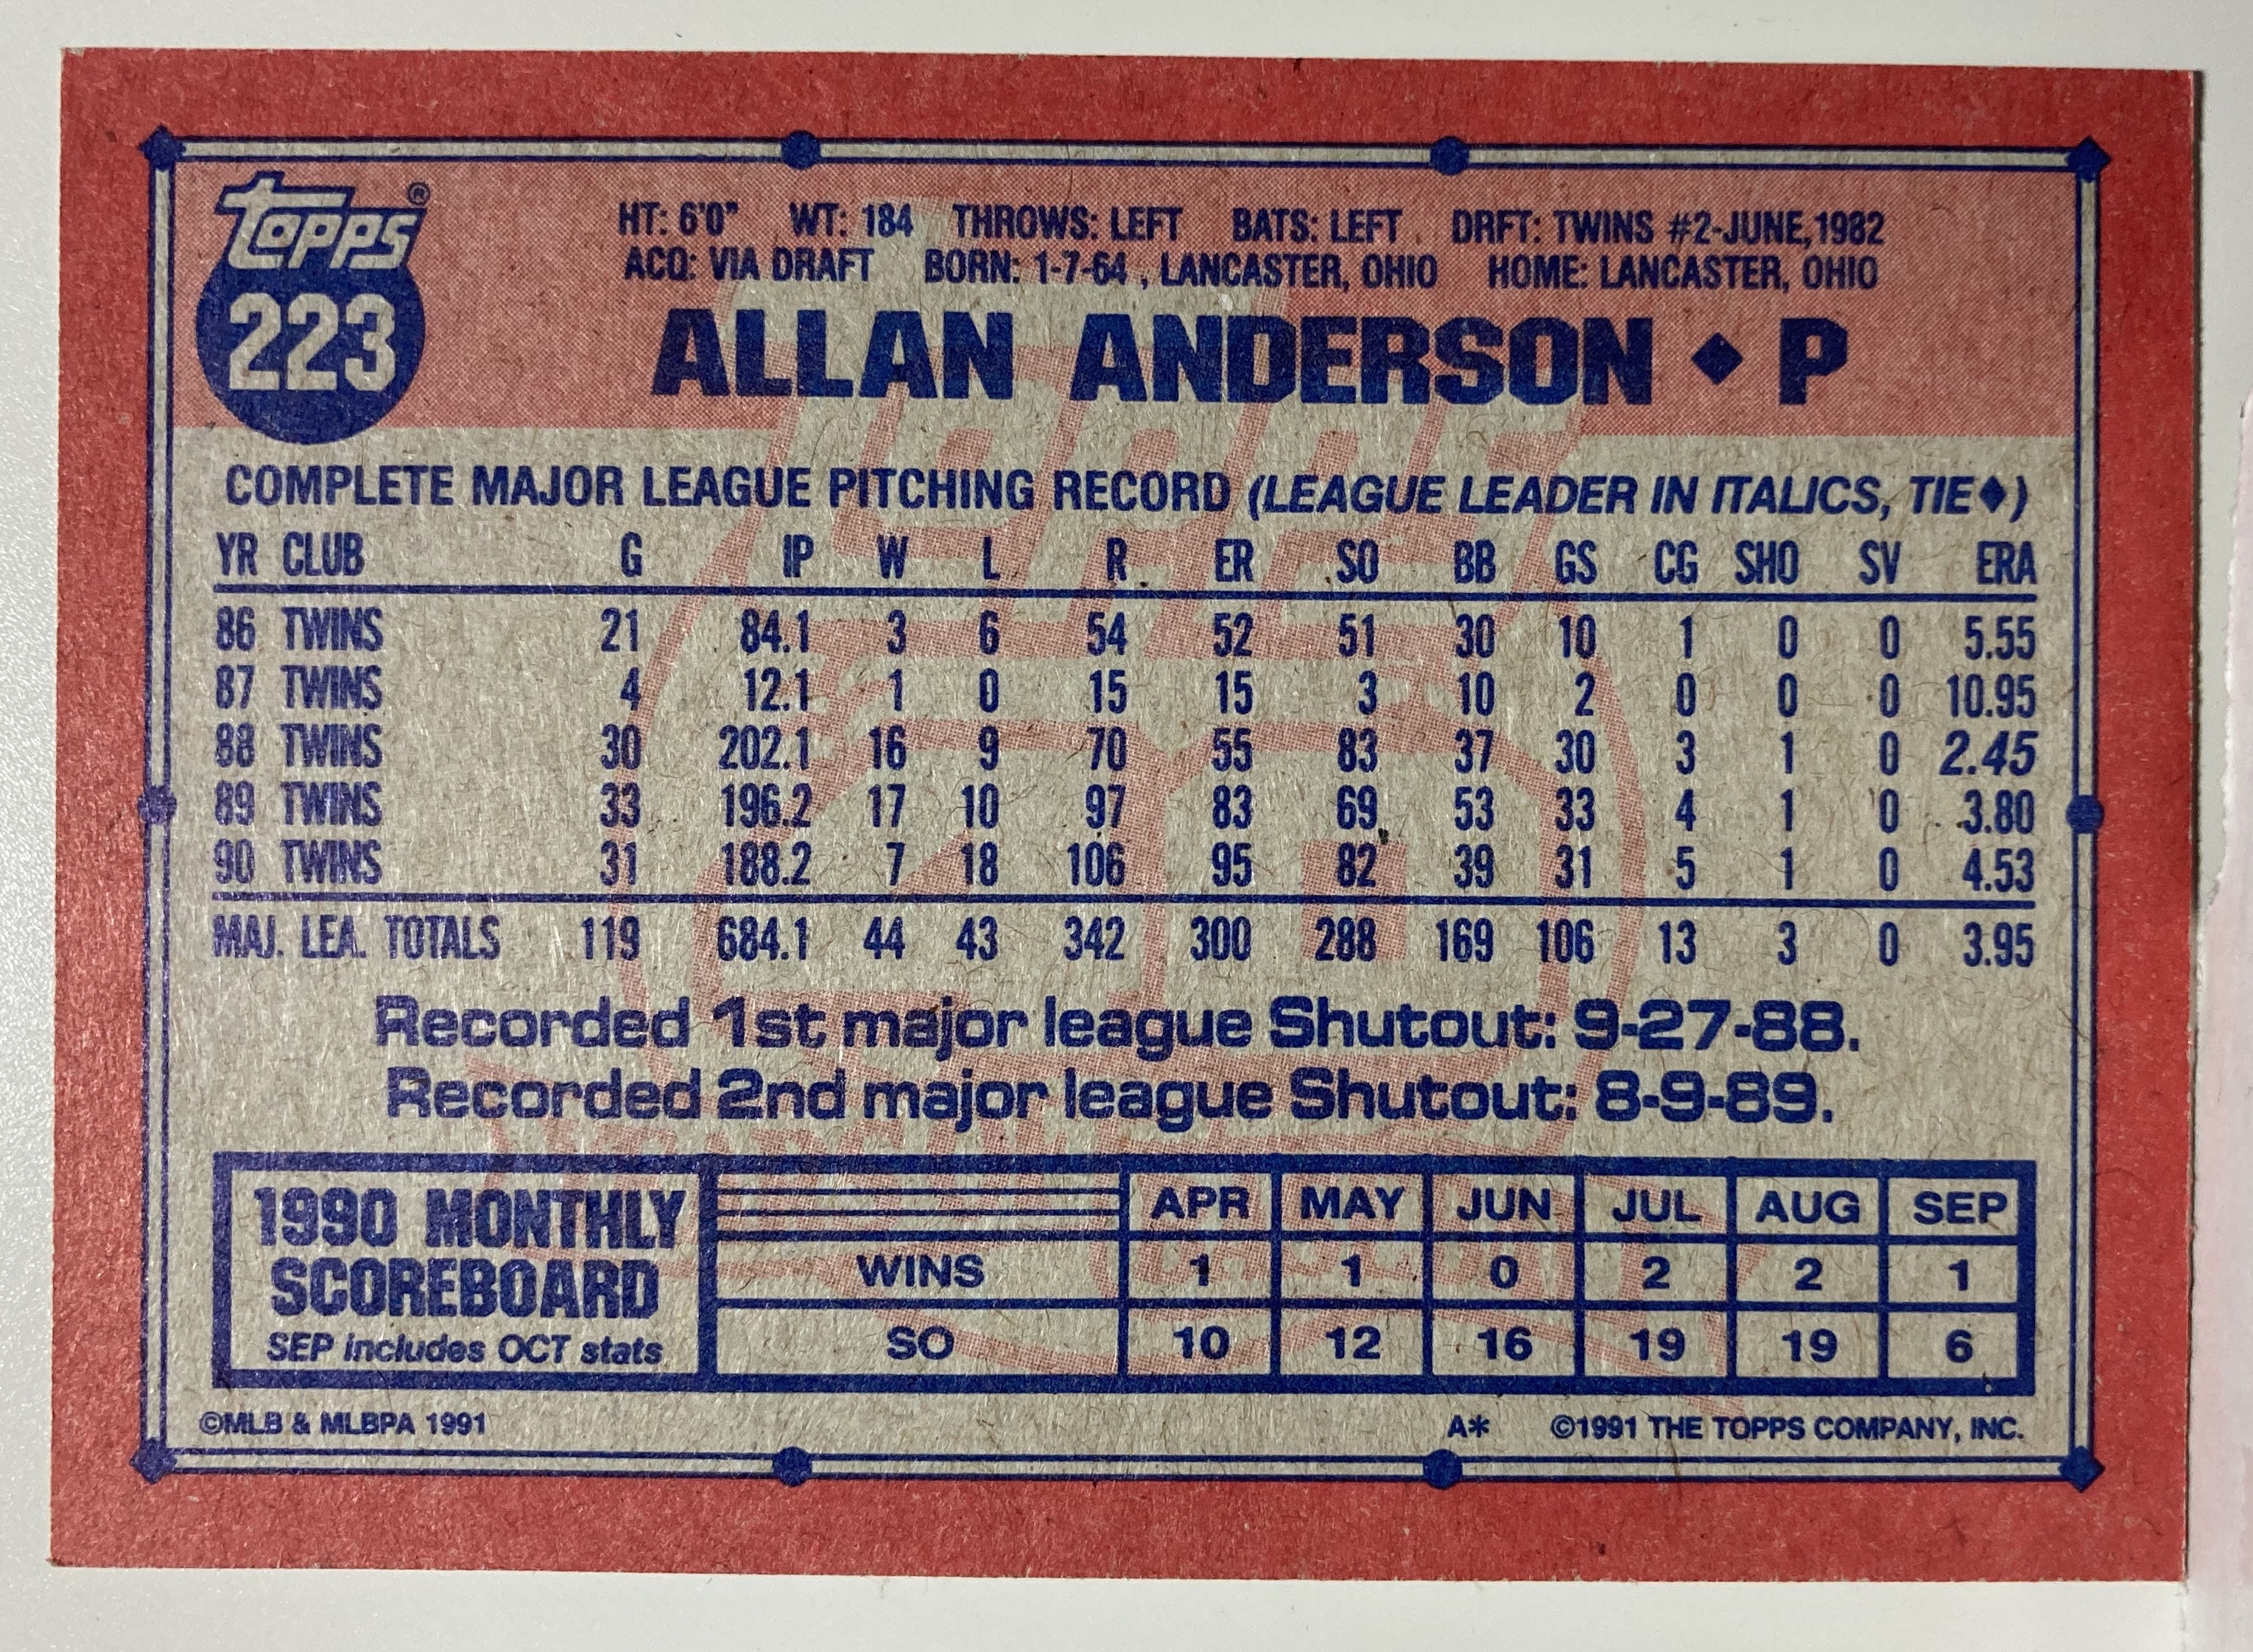 topps®
223
HT: 6'0" WT: 184 THROWS: LEFT BATS: LEFT DRFT: TWINS #2-JUNE, 1982
ACQ: VIA DRAFT BORN: 1-7-64 , LANCASTER, OHIO HOME: LANCASTER, OHIO
ALLAN ANDERSON ◆ P
COMPLETE MAJOR LEAGUE PITCHING RECORD (LEAGUE LEADER IN ITALICS, TIE◆)
YR CLUB G IP W L R ER SO BB GS CG SHO SV ERA
86 TWINS 21 84.1 3 6 54 52 51 30 10 1 0 0 5.55
87 TWINS 4 12.1 1 0 15 15 3 10 2 0 0 0 10.95
88 TWINS 30 202.1 16 9 70 55 83 37 30 3 1 0 2.45
89 TWINS 33 196.2 17 10 97 83 69 53 33 4 1 0 3.80
90 TWINS 31 188.2 7 18 106 95 82 39 31 5 1 0 4.53
MAJ. LEA. TOTALS 119 684.1 44 43 342 300 288 169 106 13 3 0 3.95
Recorded 1st major league Shutout: 9-27-88.
Recorded 2nd major league Shutout: 8-9-89.
1990 MONTHLY
SCOREBOARD
SEP includes OCT stats
APR MAY JUN JUL AUG SEP
WINS 1 1 0 2 2 1
SO 10 12 16 19 19 6
©MLB & MLBPA 1991 A* ©1991 THE TOPPS COMPANY, INC.